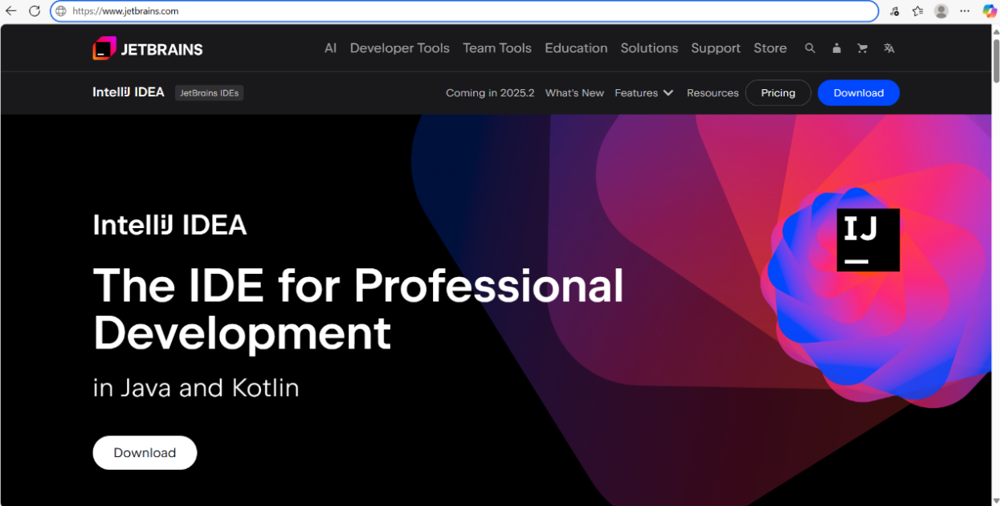 https://www.jetbrains.com
JETBRAINS AI Developer Tools Team Tools Education Solutions Support Store
IntelliJ IDEA JetBrains IDEs Coming in 2025.2 What's New Features Resources Pricing Download
IntelliJ IDEA
The IDE for Professional
Development
in Java and Kotlin
Download
IJ